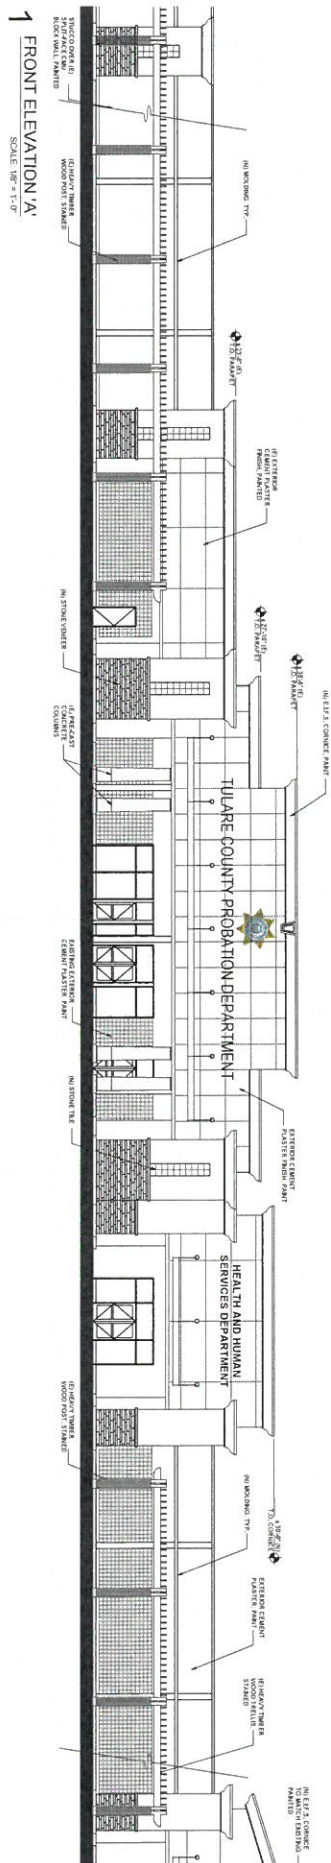 STUCCO OVER (E)
SPLIT-FACE CMU
BLOCK WALL, PAINTED
(E) HEAVY TIMBER
WOOD POST, STAINED
(N) MOLDING, TYP.
T.O. PARAPET
(E) EXTERIOR
CEMENT PLASTER
FINISH, PAINTED
(N) STONE VENEER
T.O. PARAPET
T.O. PARAPET
(N) E.I.F.S. CORNICE, PAINT
(E) PRE-CAST
CONCRETE
COLUMNS
TULARE COUNTY PROBATION DEPARTMENT
EXISTING EXTERIOR
CEMENT PLASTER, PAINT
(N) STONE TILE
EXTERIOR CEMENT
PLASTER FINISH, PAINT
HEALTH AND HUMAN
SERVICES DEPARTMENT
(E) HEAVY TIMBER
WOOD POST, STAINED
(N) MOLDING, TYP.
T.O. CORNICE
EXTERIOR CEMENT
PLASTER, PAINT
(E) HEAVY TIMBER
WOOD TRELLIS,
STAINED
(N) E.I.F.S. CORNICE
TO MATCH EXISTING
PAINTED
1 FRONT ELEVATION 'A'
SCALE: 1/8" = 1'-0"